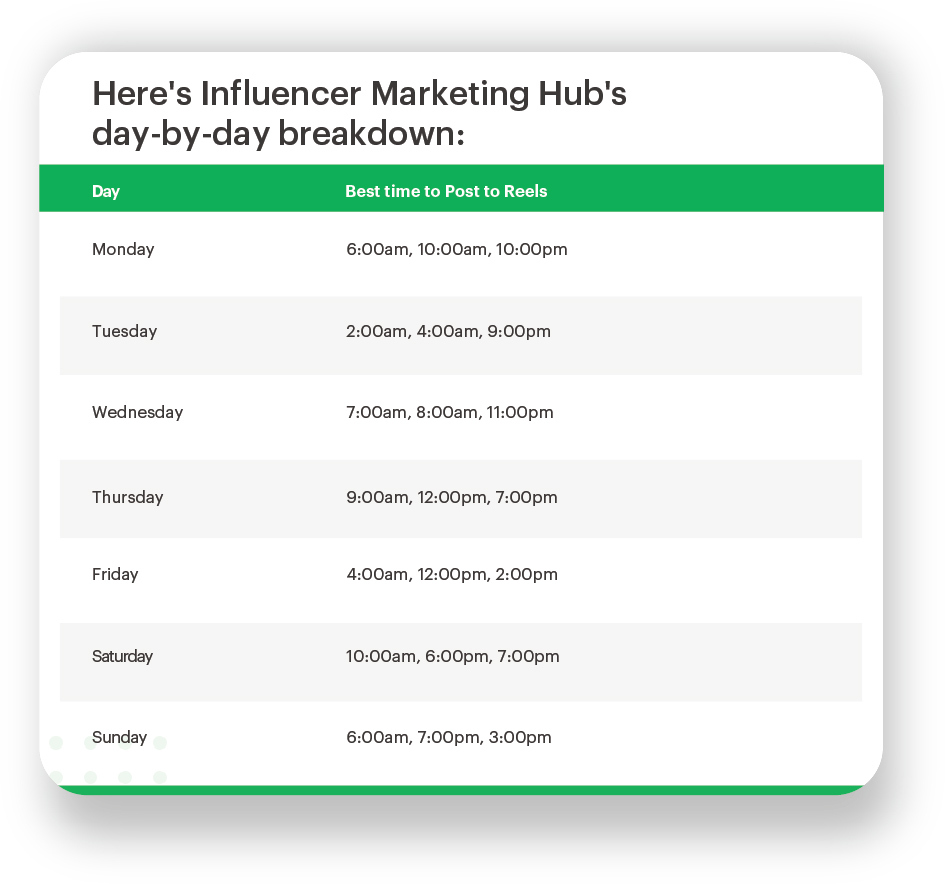 Here's Influencer Marketing Hub's
day-by-day breakdown:
Day Best time to Post to Reels
Monday 6:00am, 10:00am, 10:00pm
Tuesday 2:00am, 4:00am, 9:00pm
Wednesday 7:00am, 8:00am, 11:00pm
Thursday 9:00am, 12:00pm, 7:00pm
Friday 4:00am, 12:00pm, 2:00pm
Saturday 10:00am, 6:00pm, 7:00pm
Sunday 6:00am, 7:00pm, 3:00pm